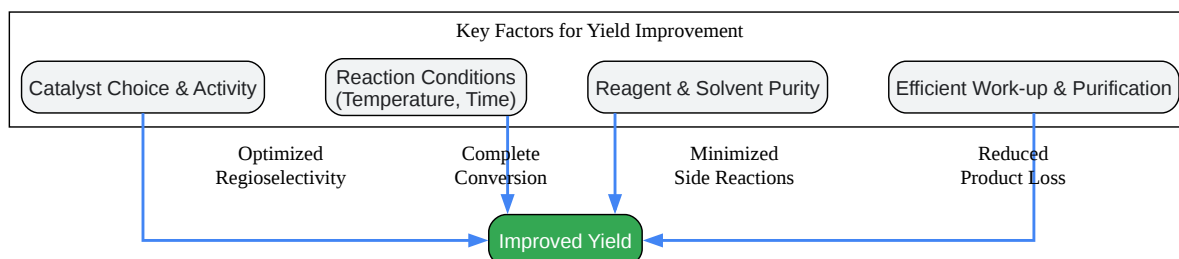 Key Factors for Yield Improvement
Catalyst Choice & Activity
Reaction Conditions
(Temperature, Time)
Reagent & Solvent Purity
Efficient Work-up & Purification
Optimized
Regioselectivity
Complete
Conversion
Minimized
Side Reactions
Reduced
Product Loss
Improved Yield